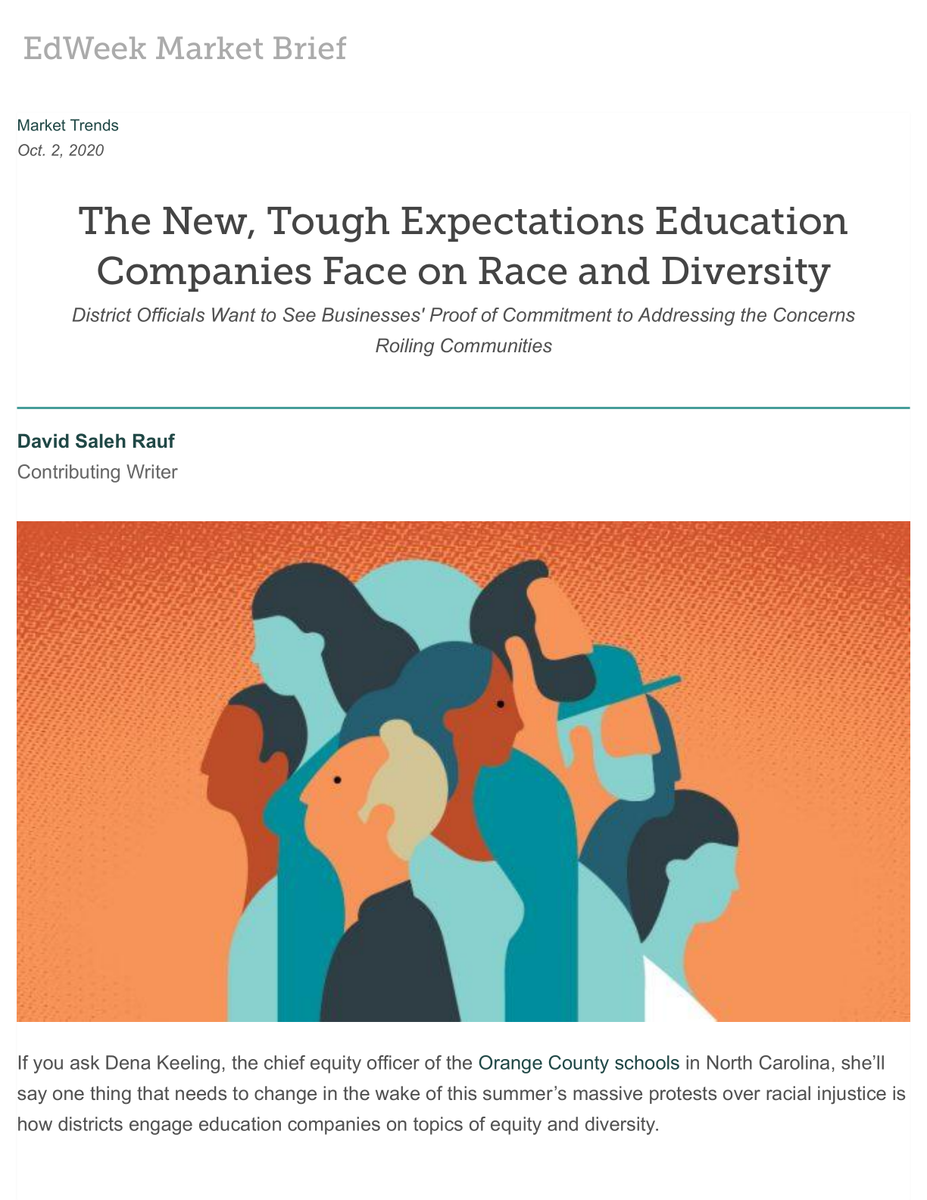 EdWeek Market Brief
Market Trends
Oct. 2, 2020
The New, Tough Expectations Education
Companies Face on Race and Diversity
District Officials Want to See Businesses' Proof of Commitment to Addressing the Concerns
Roiling Communities
David Saleh Rauf
Contributing Writer
If you ask Dena Keeling, the chief equity officer of the Orange County schools in North Carolina, she’ll
say one thing that needs to change in the wake of this summer’s massive protests over racial injustice is
how districts engage education companies on topics of equity and diversity.